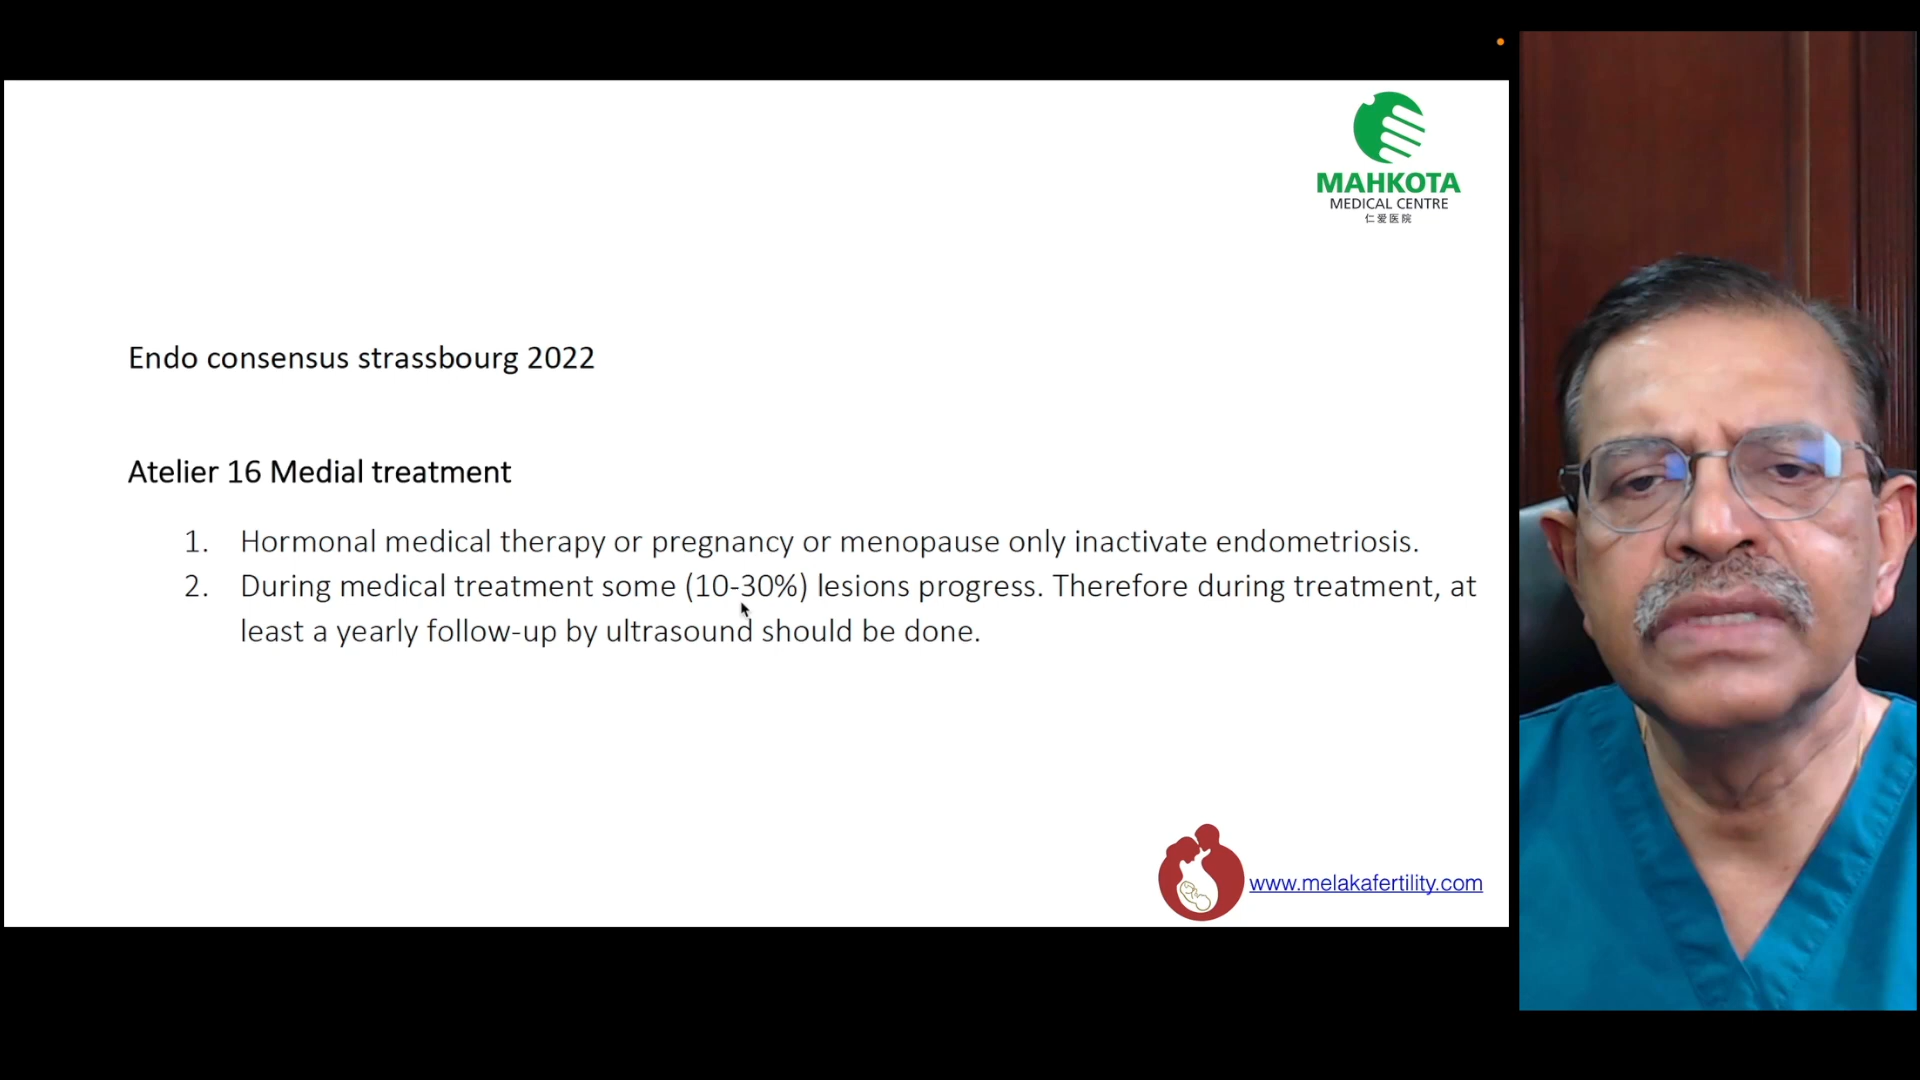 MAHKOTA
MEDICAL CENTRE
仁爱医院
Endo consensus strassbourg 2022
Atelier 16 Medial treatment
1. Hormonal medical therapy or pregnancy or menopause only inactivate endometriosis.
2. During medical treatment some (10-30%) lesions progress. Therefore during treatment, at
least a yearly follow-up by ultrasound should be done.
www.melakafertility.com